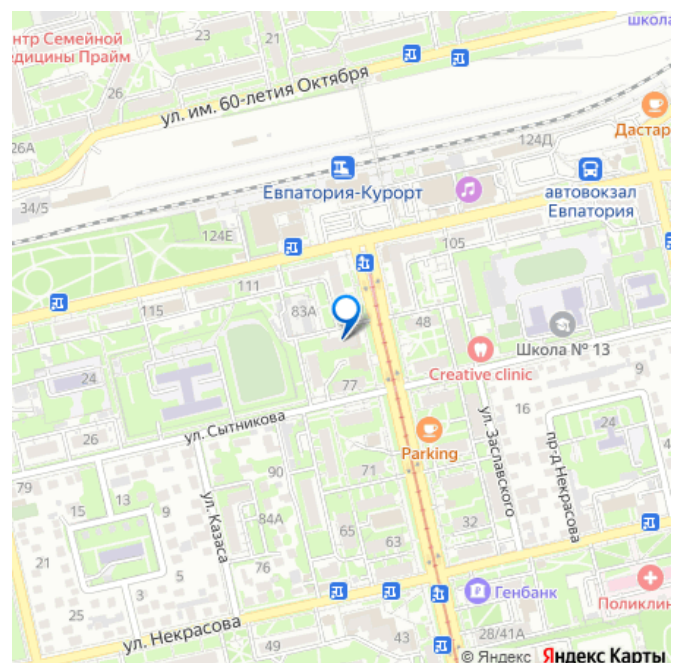 школа
нтр Семейной
едицины Прайм
23
21
26
ул. им. 60-летия Октября
26А
124Д
Дастар
Евпатория-Курорт
автовокзал
Евпатория
34/5
124Е
105
111
115
83А
48
Школа № 13
9
24
Creative clinic
77
16
ул. Сытникова
26
Parking
ул. Заславского
пр-д Некрасова
24
79
90
71
13
15
9
ул. Казаса
84А
65
32
63
21
76
5
3
25
Генбанк
Поликлин
ул. Некрасова
43
28/41А
© Яндекс Яндекс Карты